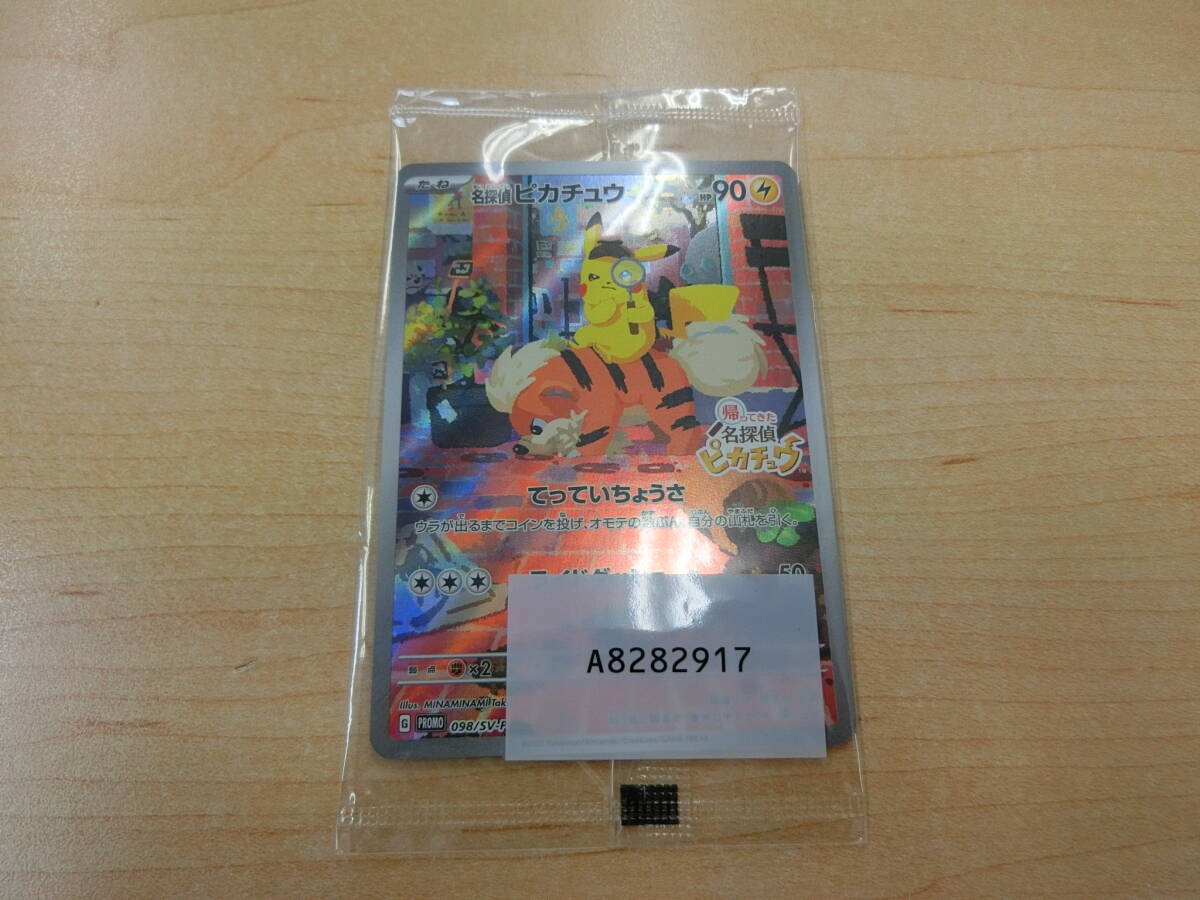 たね 名探偵ピカチュウ HP 90
帰ってきた
名探偵
ピカチュウ
てっていちょうさ
ウラが出るまでコインを投げ、オモテの数ぶん、自分の山札を引く。
50
A8282917
弱点 ×2
Illus. MINAMINAMI Tak
G PROMO 098/SV-P